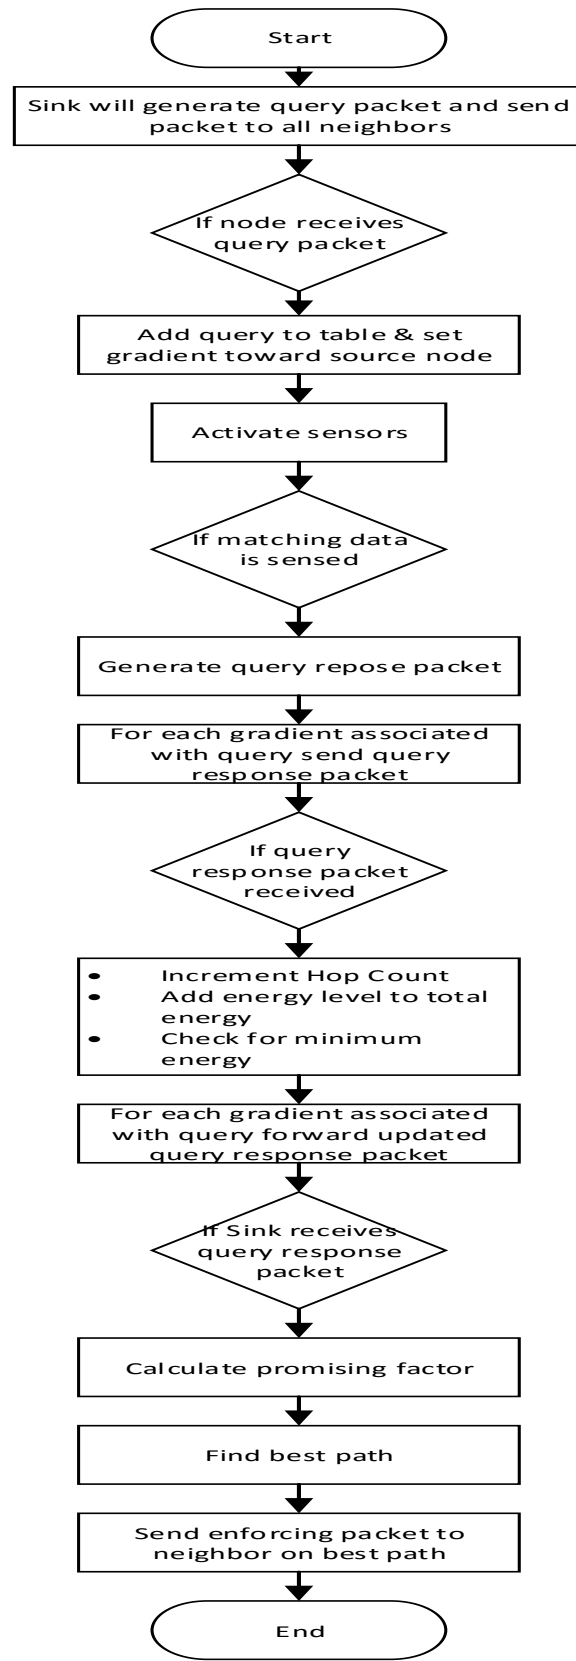 Start
Sink will generate query packet and send
packet to all neighbors
If node receives
query packet
Add query to table & set
gradient toward source node
Activate sensors
If matching data
is sensed
Generate query repose packet
For each gradient associated
with query send query
response packet
If query
response packet
received
• Increment Hop Count
• Add energy level to total
energy
• Check for minimum
energy
For each gradient associated
with query forward updated
query response packet
If Sink receives
query response
packet
Calculate promising factor
Find best path
Send enforcing packet to
neighbor on best path
End